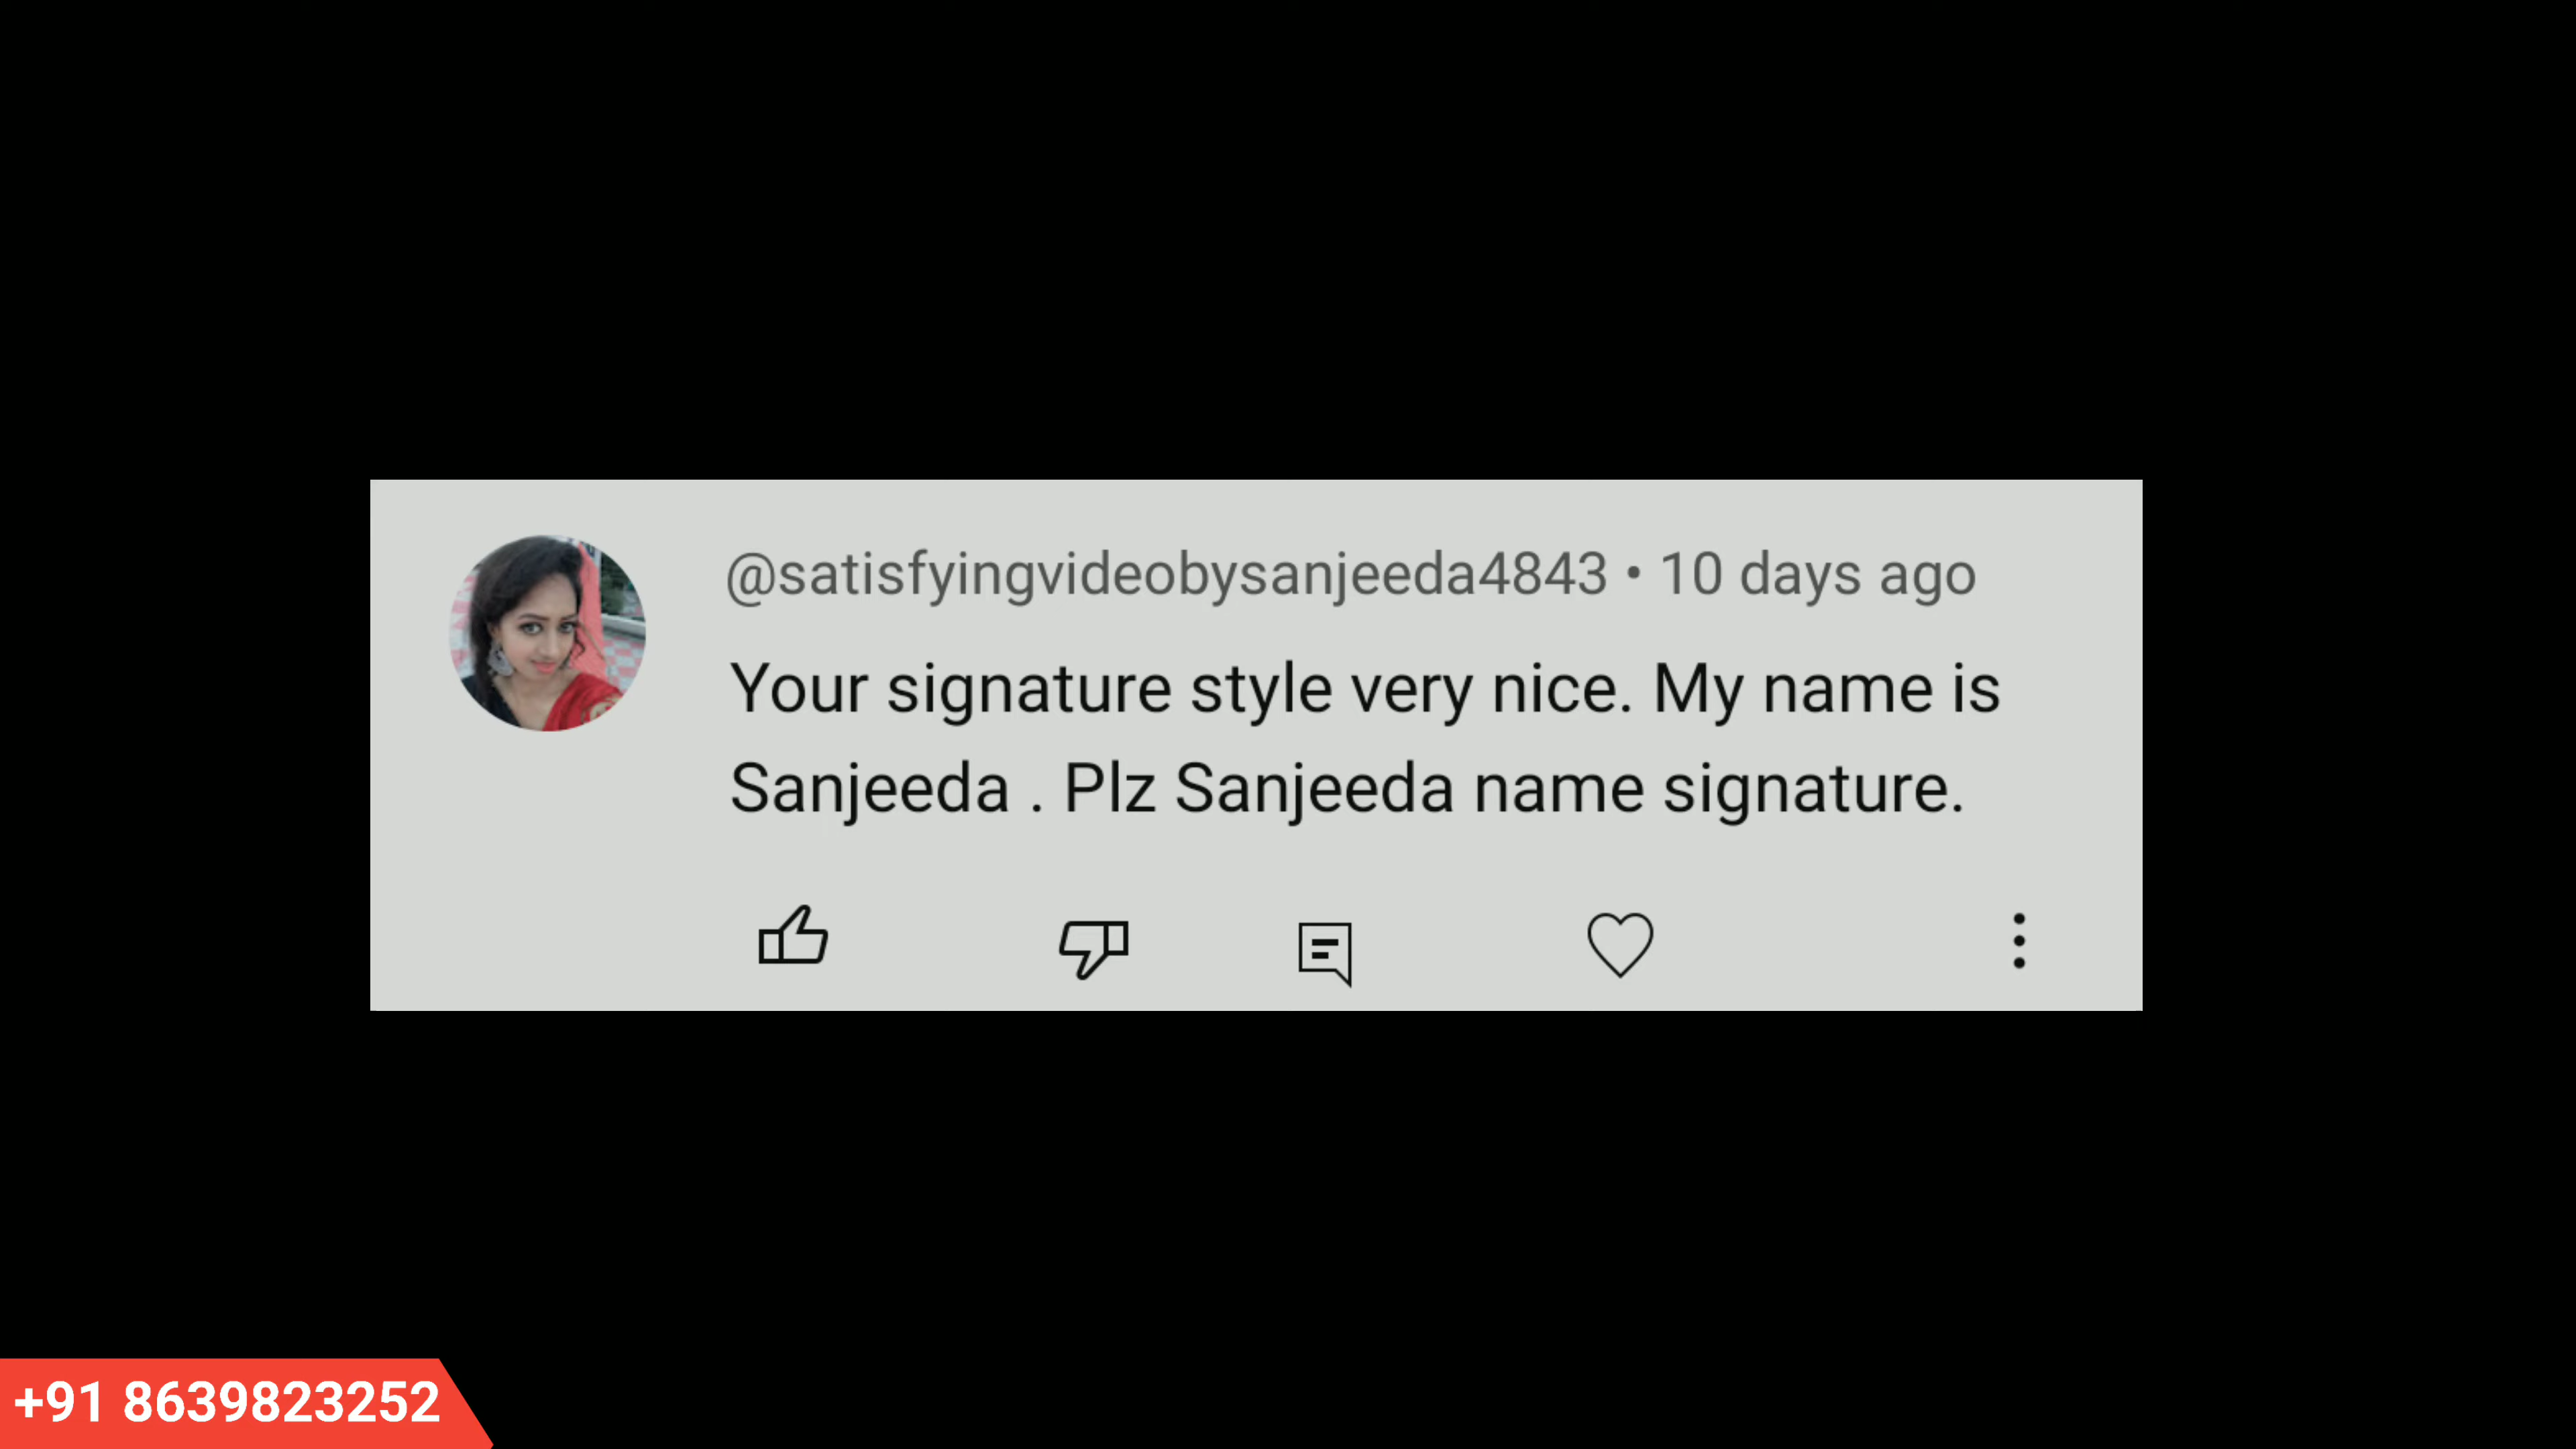 @satisfyingvideobysanjeeda4843 • 10 days ago
Your signature style very nice. My name is
Sanjeeda . Plz Sanjeeda name signature.
+91 8639823252